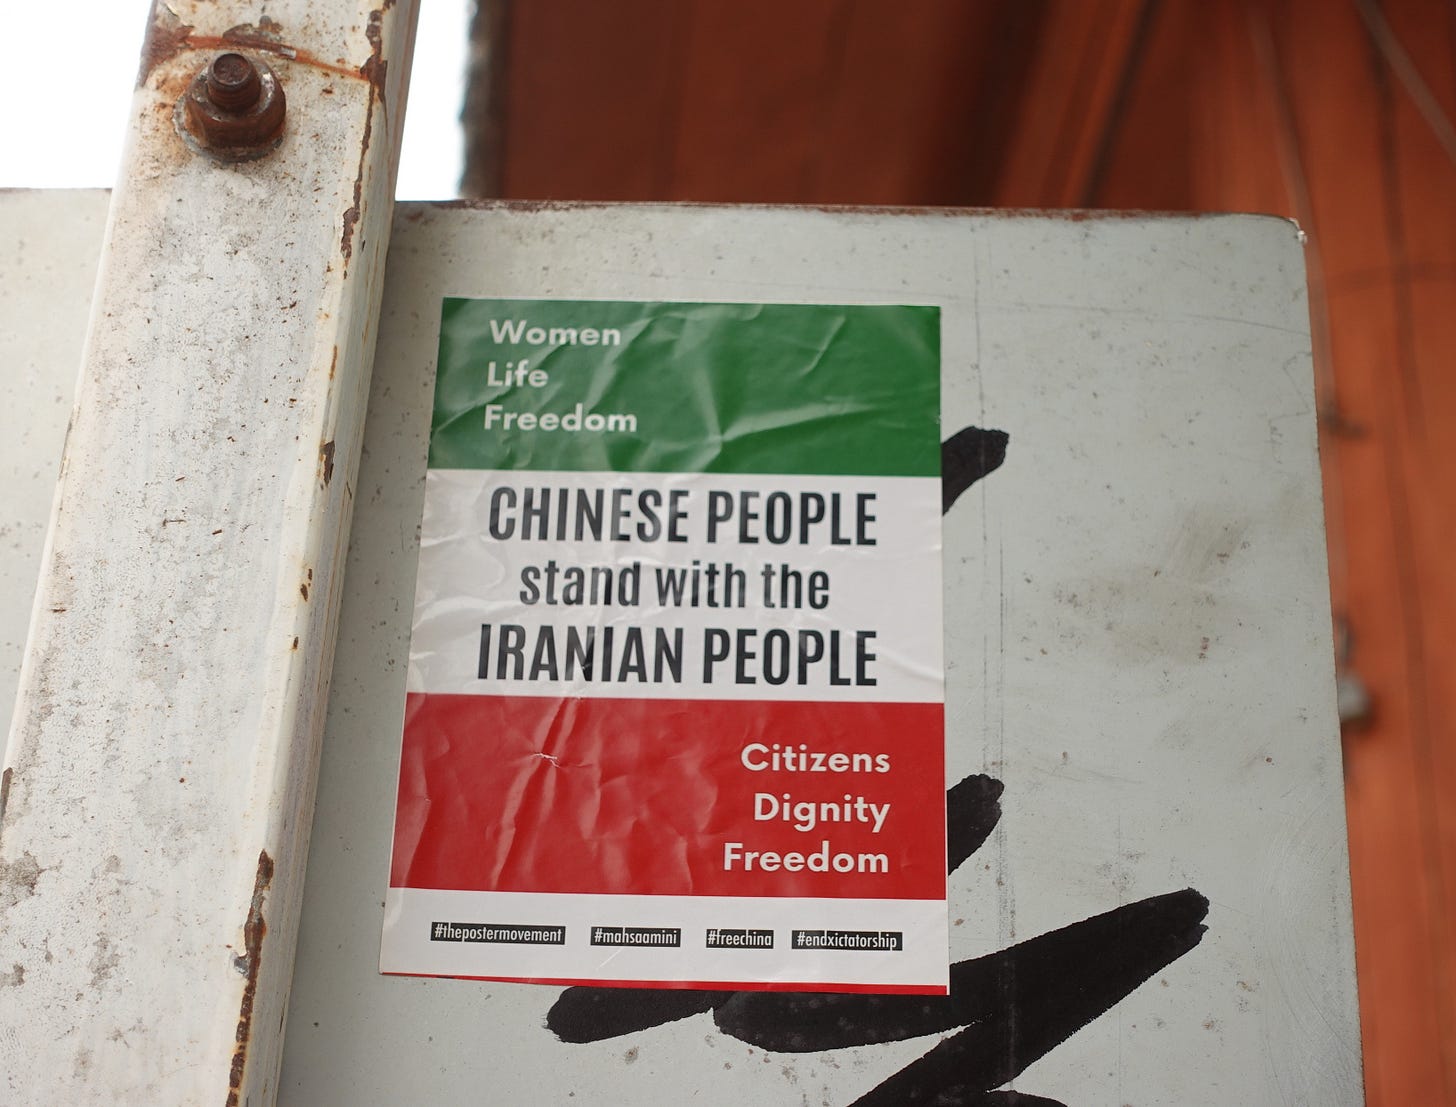 Women
Life
Freedom
CHINESE PEOPLE
stand with the
IRANIAN PEOPLE
Citizens
Dignity
Freedom
#thepostermovement #mahsaamini #freechina #endxictatorship